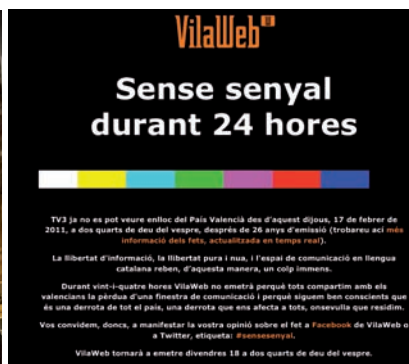 VilaWeb
Sense senyal
durant 24 hores
TV3 ja no es pot veure enlloc del País Valencià des d'aquest dijous, 17 de febrer de
2011, a dos quarts de deu del vespre, després de 26 anys d'emissió (trobareu ací més
informació dels fets, actualitzada en temps real).
La llibertat d'informació, la llibertat pura i nua, i l'espai de comunicació en llengua
catalana reben, d'aquesta manera, un colp immens.
Durant vint-i-quatre hores VilaWeb no emetrà perquè tots compartim amb els
valencians la pèrdua d'una finestra de comunicació i perquè siguem ben conscients que
és una derrota de tot el país, una derrota que ens afecta a tots, onsevulla que residim.
Vos convidem, doncs, a manifestar la vostra opinió sobre el fet a Facebook de VilaWeb o
a Twitter, etiqueta: #sensesenyal.
VilaWeb tornarà a emetre divendres 18 a dos quarts de deu del vespre.